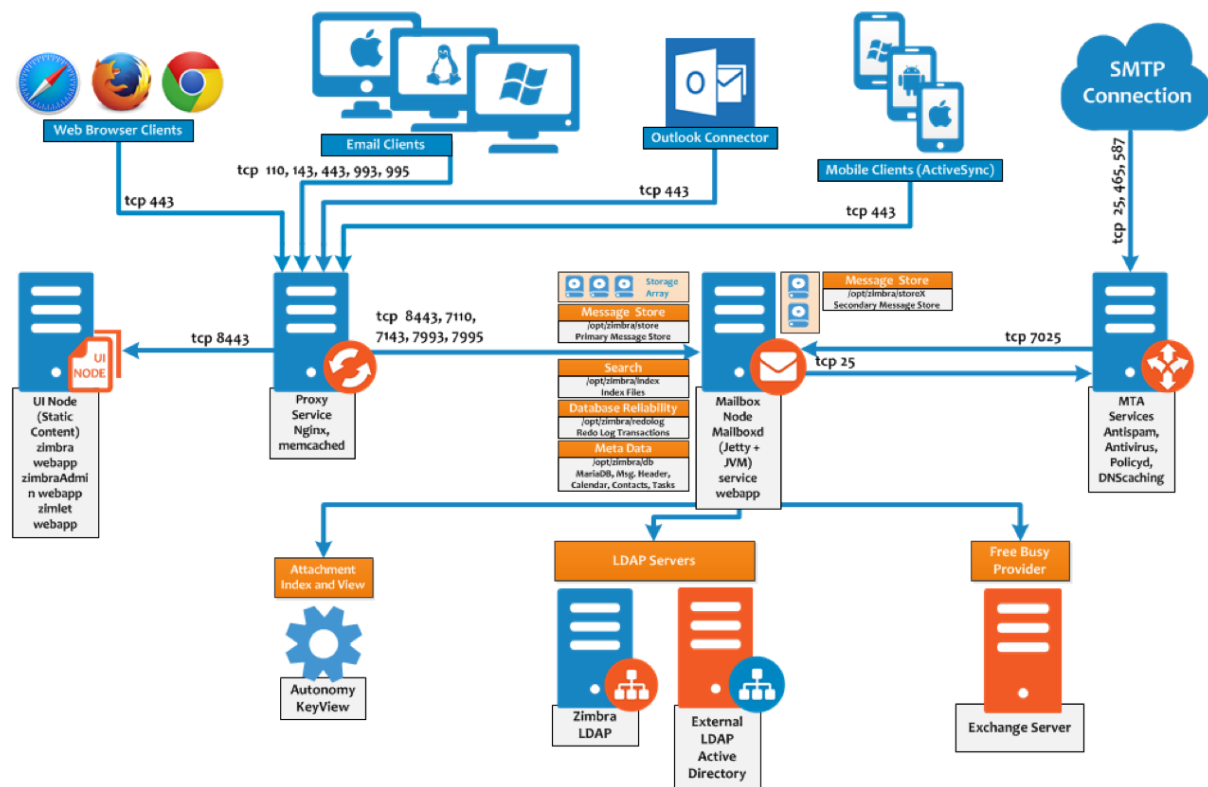 SMTP
Connection
Web Browser Clients
Email Clients
Outlook Connector
Mobile Clients (ActiveSync)
tcp 110, 143, 443, 993, 995
tcp 443
tcp 443
tcp 443
tcp 25, 465, 587
Storage
Array
Message Store
/opt/zimbra/store
Primary Message Store
Message Store
/opt/zimbra/storeX
Secondary Message Store
tcp 8443
tcp 8443, 7110,
7143, 7993, 7995
tcp 7025
tcp 25
UI
NODE
Search
/opt/zimbra/index
Index Files
Database Reliability
/opt/zimbra/redolog
Redo Log Transactions
Meta Data
/opt/zimbra/db
MariaDB, Msg. Header,
Calendar, Contacts, Tasks
UI Node
(Static
Content)
zimbra
webapp
zimbraAdmi
n webapp
zimlet
webapp
Proxy
Service
Nginx,
memcached
Mailbox
Node
Mailboxd
(Jetty +
JVM)
service
webapp
MTA
Services
Antispam,
Antivirus,
Policyd,
DNScaching
Attachment
Index and View
LDAP Servers
Free Busy
Provider
Autonomy
KeyView
Zimbra
LDAP
External
LDAP
Active
Directory
Exchange Server